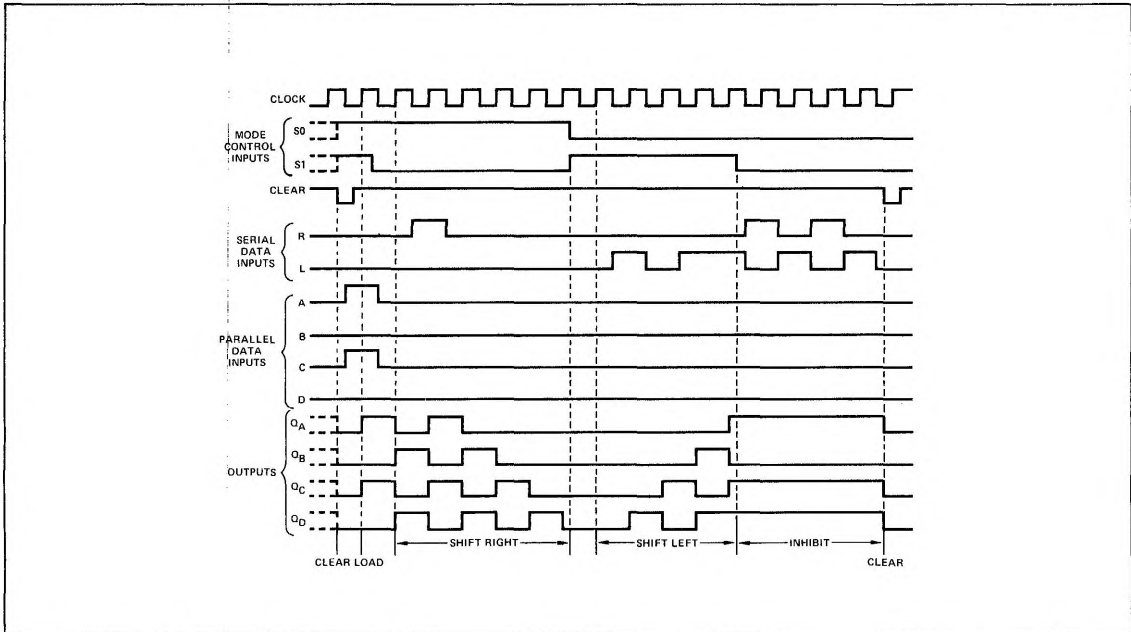 CLOCK
MODE
CONTROL
INPUTS
S0
S1
CLEAR
SERIAL
DATA
INPUTS
R
L
PARALLEL
DATA
INPUTS
A
B
C
D
OUTPUTS
QA
QB
QC
QD
SHIFT RIGHT
SHIFT LEFT
INHIBIT
CLEAR LOAD
CLEAR